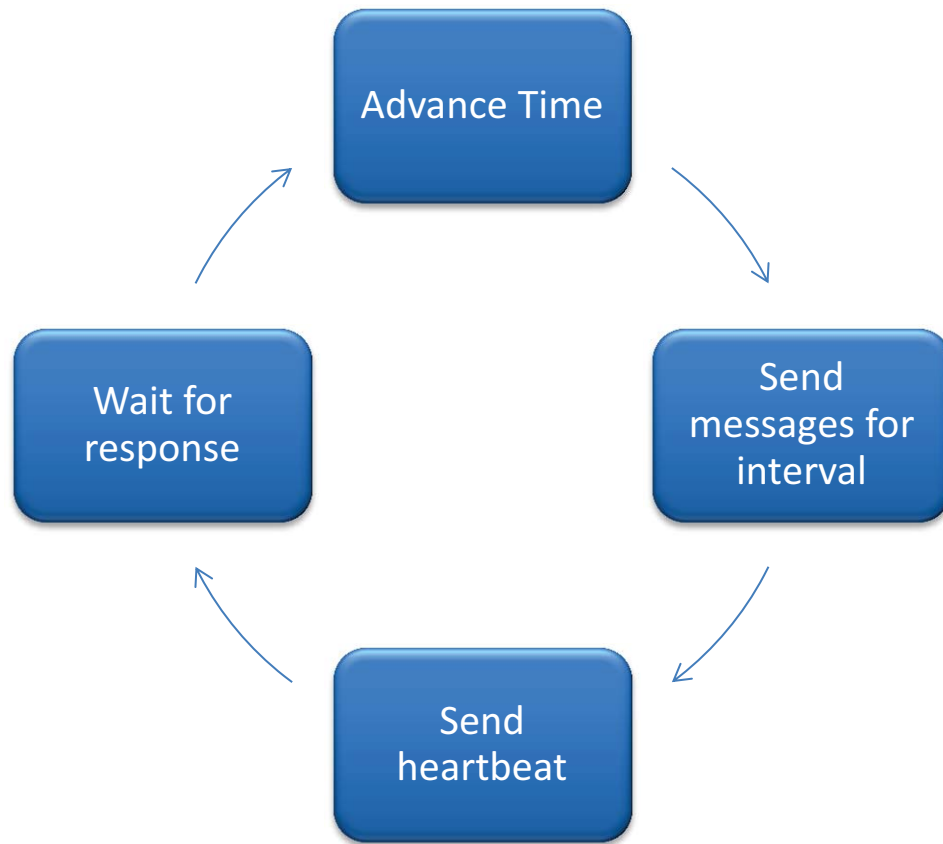 Advance Time
Send
messages for
interval
Send
heartbeat
Wait for
response